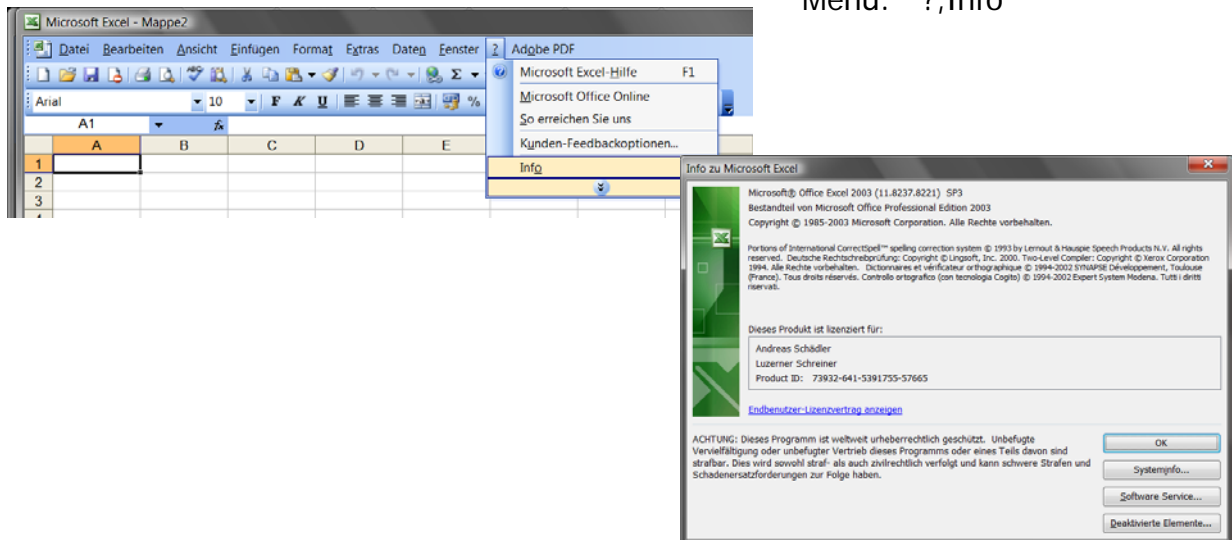 Menü: "?,Info
Microsoft Excel - Mappe2
Datei Bearbeiten Ansicht Einfügen Format Extras Daten Fenster ? Adobe PDF
Arial 10 F K U %
A1 fx
A B C D E
1
2
3
Microsoft Excel-Hilfe F1
Microsoft Office Online
So erreichen Sie uns
Kunden-Feedbackoptionen...
Info
Info zu Microsoft Excel
Microsoft® Office Excel 2003 (11.8237.8221) SP3
Bestandteil von Microsoft Office Professional Edition 2003
Copyright © 1985-2003 Microsoft Corporation. Alle Rechte vorbehalten.
Portions of International CorrectSpell™ spelling correction system © 1993 by Lernout & Hauspie Speech Products N.V. All rights
reserved. Deutsche Rechtschreibprüfung: Copyright © Lingsoft, Inc. 2000. Two-Level Compiler: Copyright © Xerox Corporation
1994. Alle Rechte vorbehalten. Dictionnaires et vérificateur orthographique © 1994-2002 SYNAPSE Développement, Toulouse
(France). Tous droits réservés. Controllo ortografico (con tecnologia Cogito) © 1994-2002 Expert System Modena. Tutti i diritti
riservati.
Dieses Produkt ist lizenziert für:
Andreas Schädler
Luzerner Schreiner
Product ID: 73932-641-5391755-57665
Endbenutzer-Lizenzvertrag anzeigen
ACHTUNG: Dieses Programm ist weltweit urheberrechtlich geschützt. Unbefugte
Vervielfältigung oder unbefugter Vertrieb dieses Programms oder eines Teils davon sind
strafbar. Dies wird sowohl straf- als auch zivilrechtlich verfolgt und kann schwere Strafen und
Schadenersatzforderungen zur Folge haben.
OK
Systeminfo...
Software Service...
Deaktivierte Elemente...